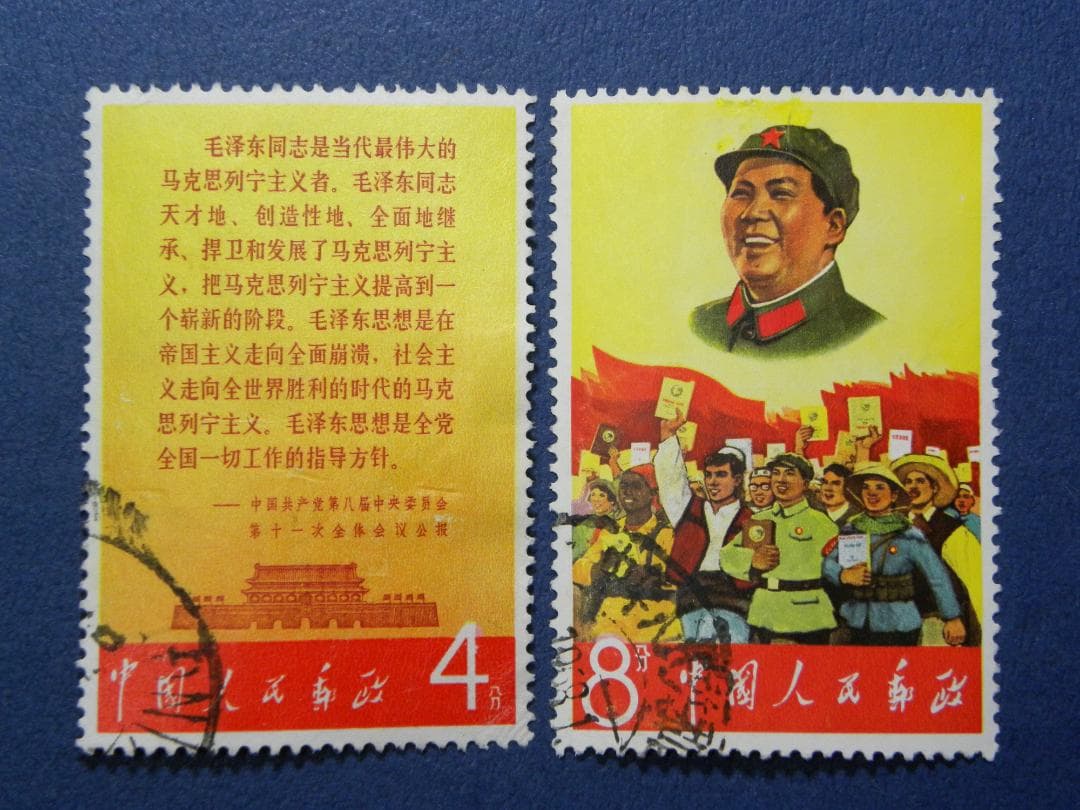 毛泽东同志是当代最伟大的
马克思列宁主义者。毛泽东同志
天才地、创造性地、全面地继
承、捍卫和发展了马克思列宁主
义，把马克思列宁主义提高到一
个崭新的阶段。毛泽东思想是在
帝国主义走向全面崩溃，社会主
义走向全世界胜利的时代的马克
思列宁主义。毛泽东思想是全党
全国一切工作的指导方针。
——中国共产党第八届中央委员会
第十一次全体会议公报
中国人民邮政 4分
8分 中国人民邮政